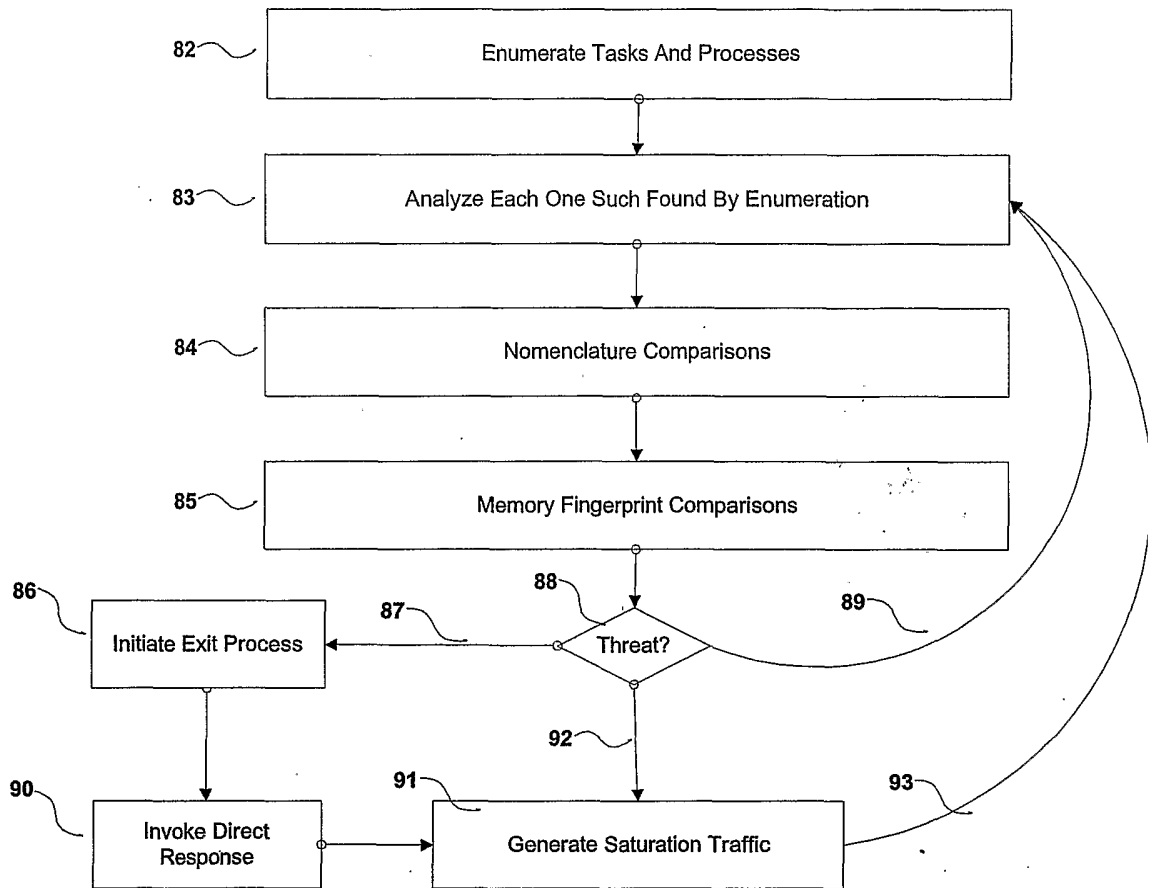 82
Enumerate Tasks And Processes
83
Analyze Each One Such Found By Enumeration
84
Nomenclature Comparisons
85
Memory Fingerprint Comparisons
86
Initiate Exit Process
87
88
Threat?
89
92
90
Invoke Direct
Response
91
Generate Saturation Traffic
93